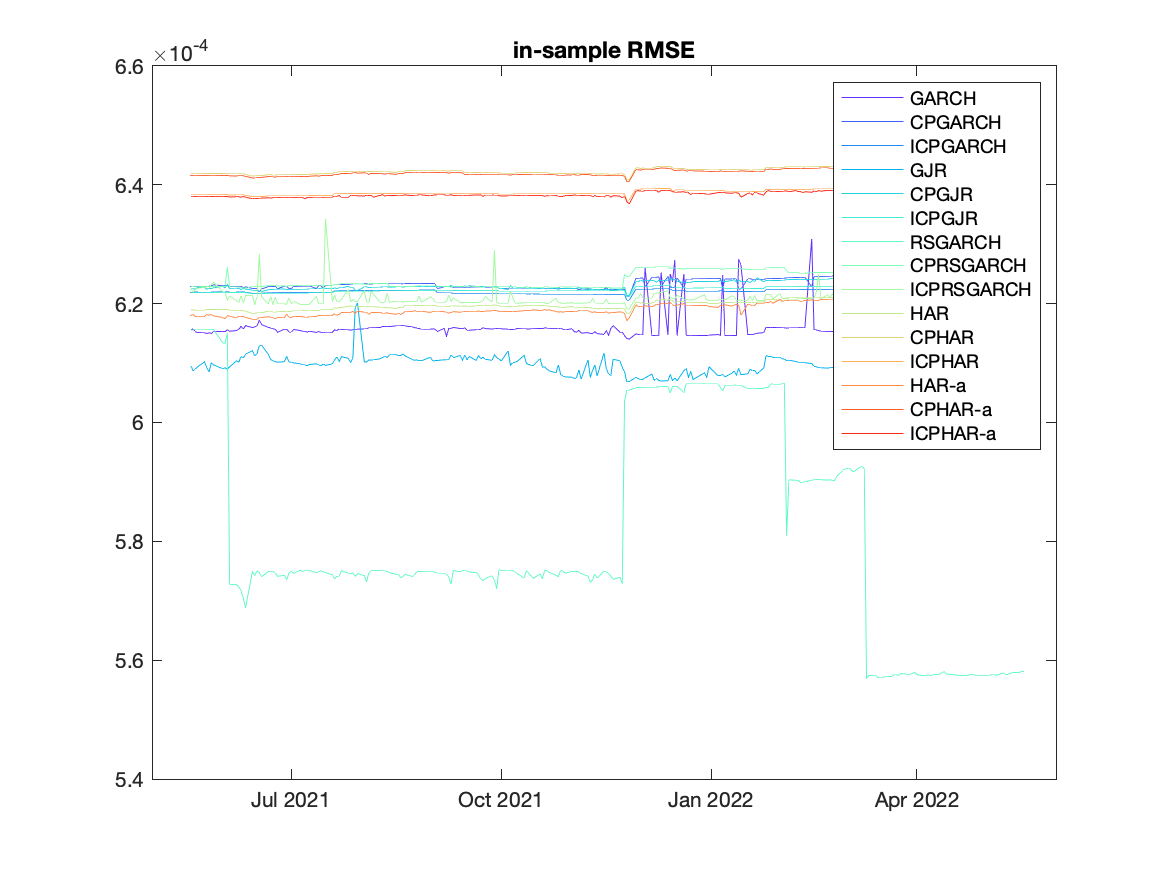 in-sample RMSE
×10⁻⁴
6.6
6.4
6.2
6
5.8
5.6
5.4
Jul 2021
Oct 2021
Jan 2022
Apr 2022
GARCH
CPGARCH
ICPGARCH
GJR
CPGJR
ICPGJR
RSGARCH
CPRSGARCH
ICPRSGARCH
HAR
CPHAR
ICPHAR
HAR-a
CPHAR-a
ICPHAR-a